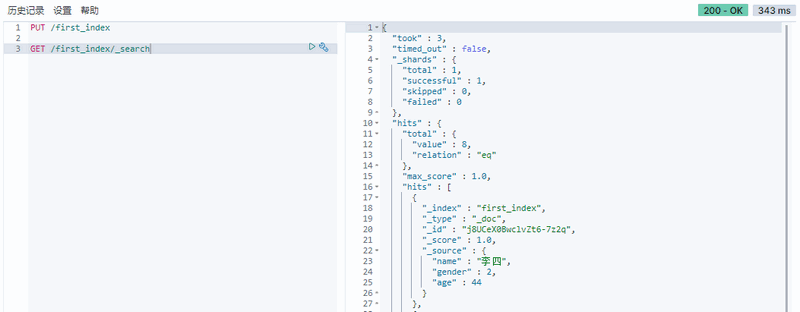 历史记录 设置 帮助
200 - OK 343 ms
1 PUT /first_index
2
3 GET /first_index/_search
1 {
2 "took" : 3,
3 "timed_out" : false,
4 "_shards" : {
5 "total" : 1,
6 "successful" : 1,
7 "skipped" : 0,
8 "failed" : 0
9 },
10 "hits" : {
11 "total" : {
12 "value" : 8,
13 "relation" : "eq"
14 },
15 "max_score" : 1.0,
16 "hits" : [
17 {
18 "_index" : "first_index",
19 "_type" : "_doc",
20 "_id" : "j8UCeX0BwclvZt6-7z2q",
21 "_score" : 1.0,
22 "_source" : {
23 "name" : "李四",
24 "gender" : 2,
25 "age" : 44
26 }
27 },